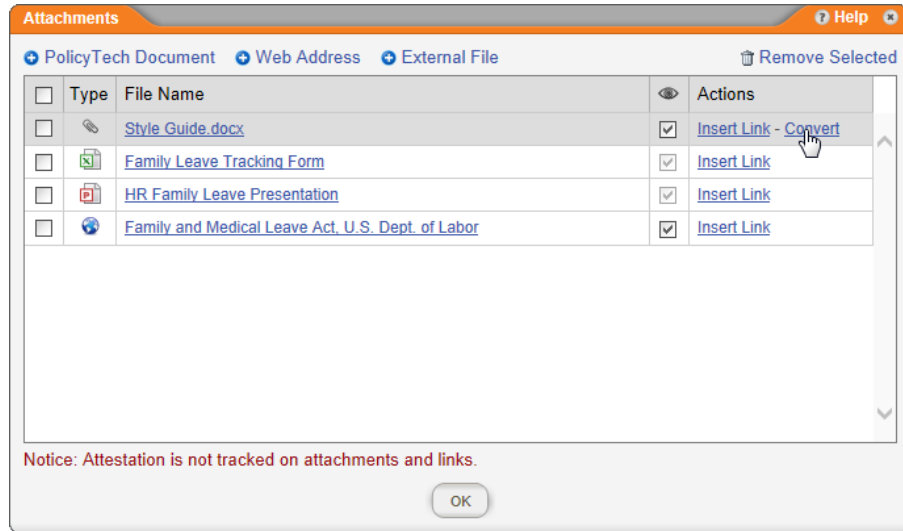 Attachments Help
PolicyTech Document Web Address External File Remove Selected
Type File Name Actions
Style Guide.docx Insert Link - Convert
Family Leave Tracking Form Insert Link
HR Family Leave Presentation Insert Link
Family and Medical Leave Act, U.S. Dept. of Labor Insert Link
Notice: Attestation is not tracked on attachments and links.
OK